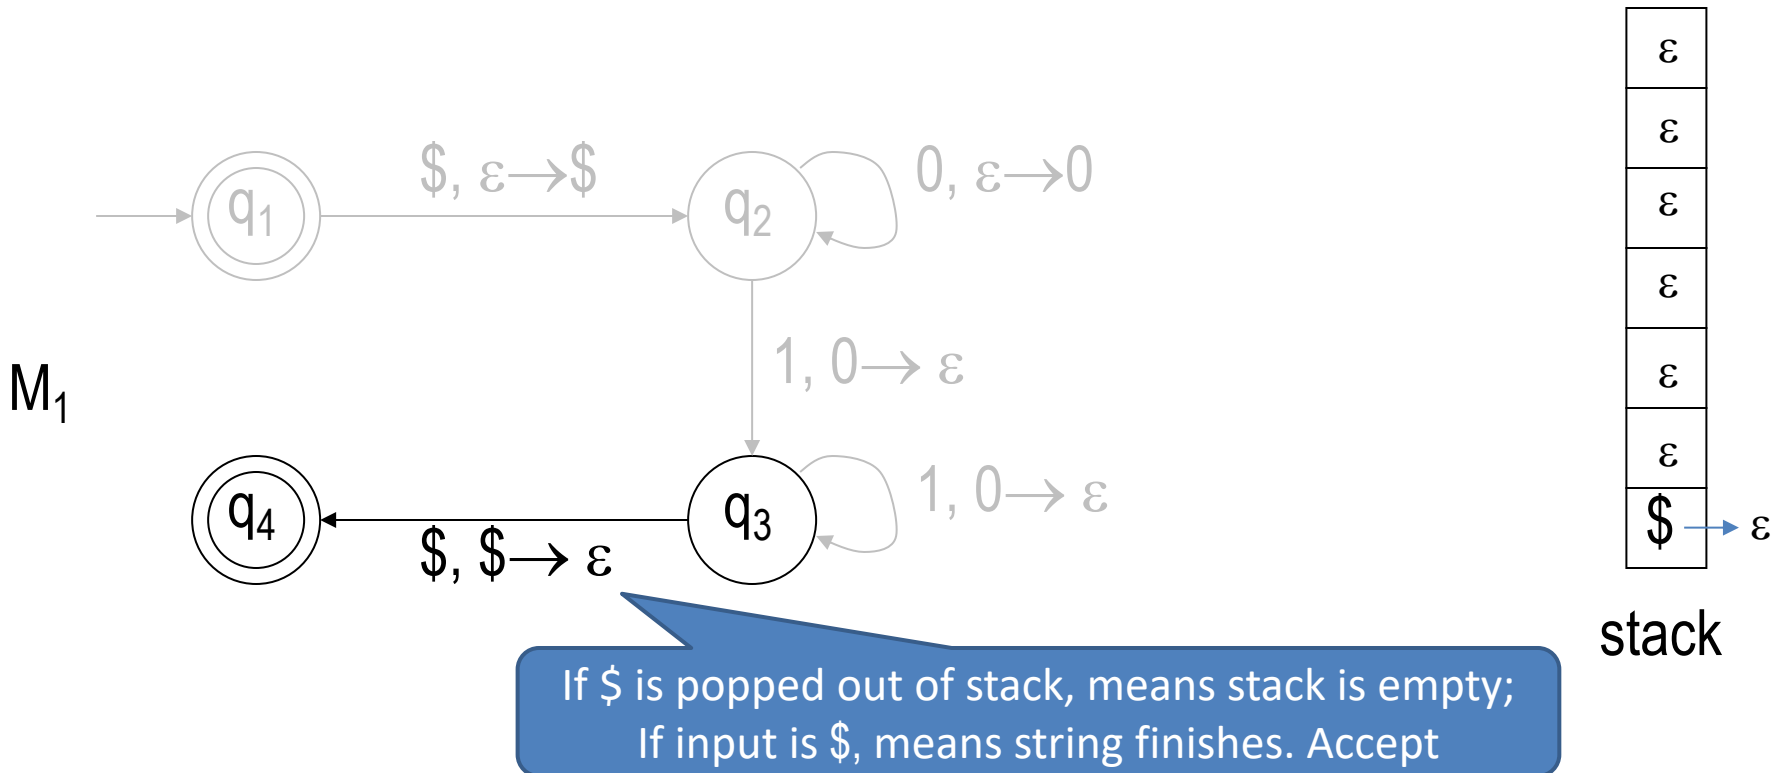 M₁
q₁
$, ε→$
q₂
0, ε→0
1, 0→ ε
q₄
$, $→ ε
q₃
1, 0→ ε
ε
ε
ε
ε
ε
ε
$ → ε
stack
If $ is popped out of stack, means stack is empty;
If input is $, means string finishes. Accept